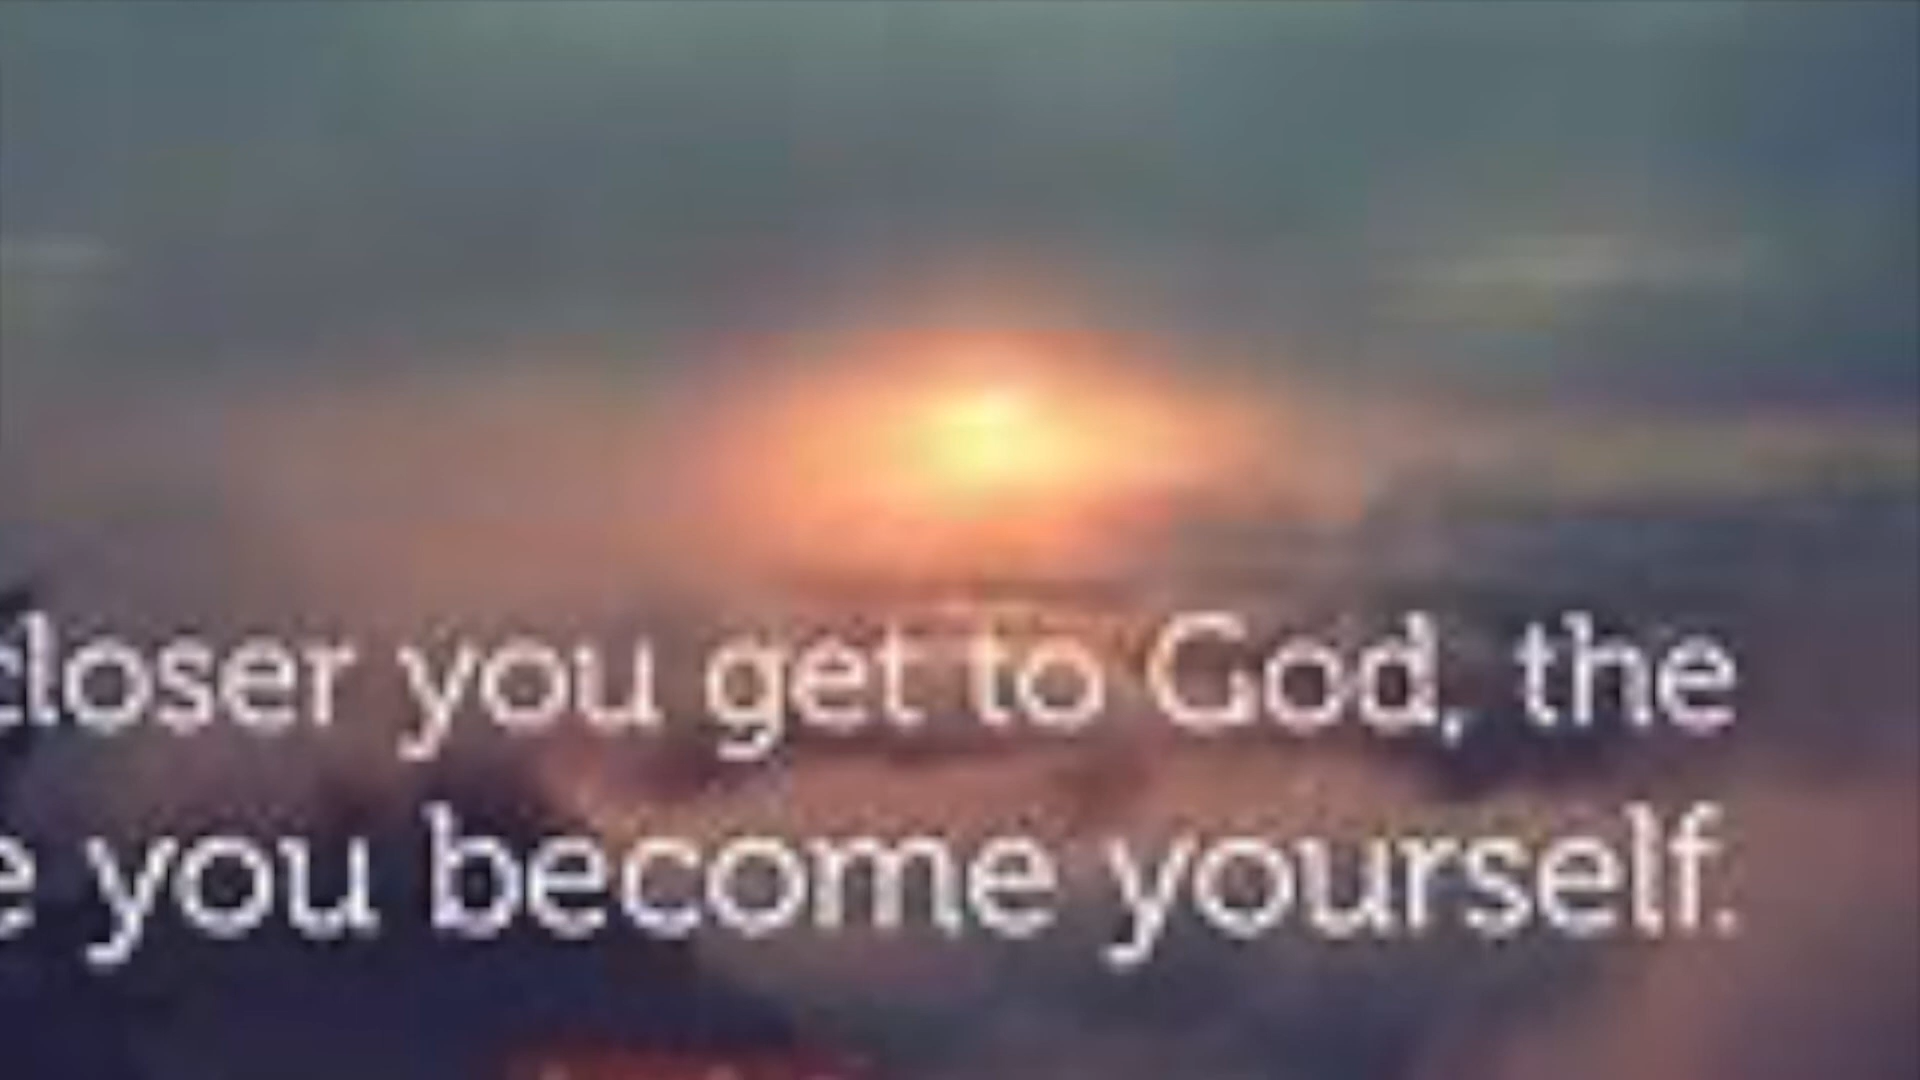 closer you get to God, the
e you become yourself.